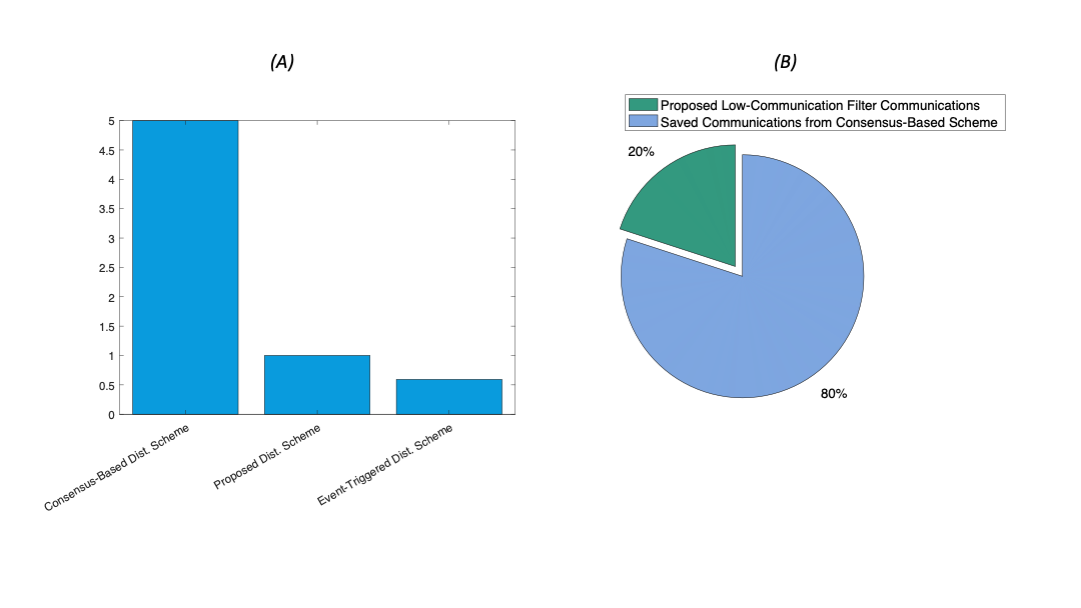 (A)
(B)
5
4.5
4
3.5
3
2.5
2
1.5
1
0.5
0
Consensus-Based Dist. Scheme
Proposed Dist. Scheme
Event-Triggered Dist. Scheme
Proposed Low-Communication Filter Communications
Saved Communications from Consensus-Based Scheme
20%
80%